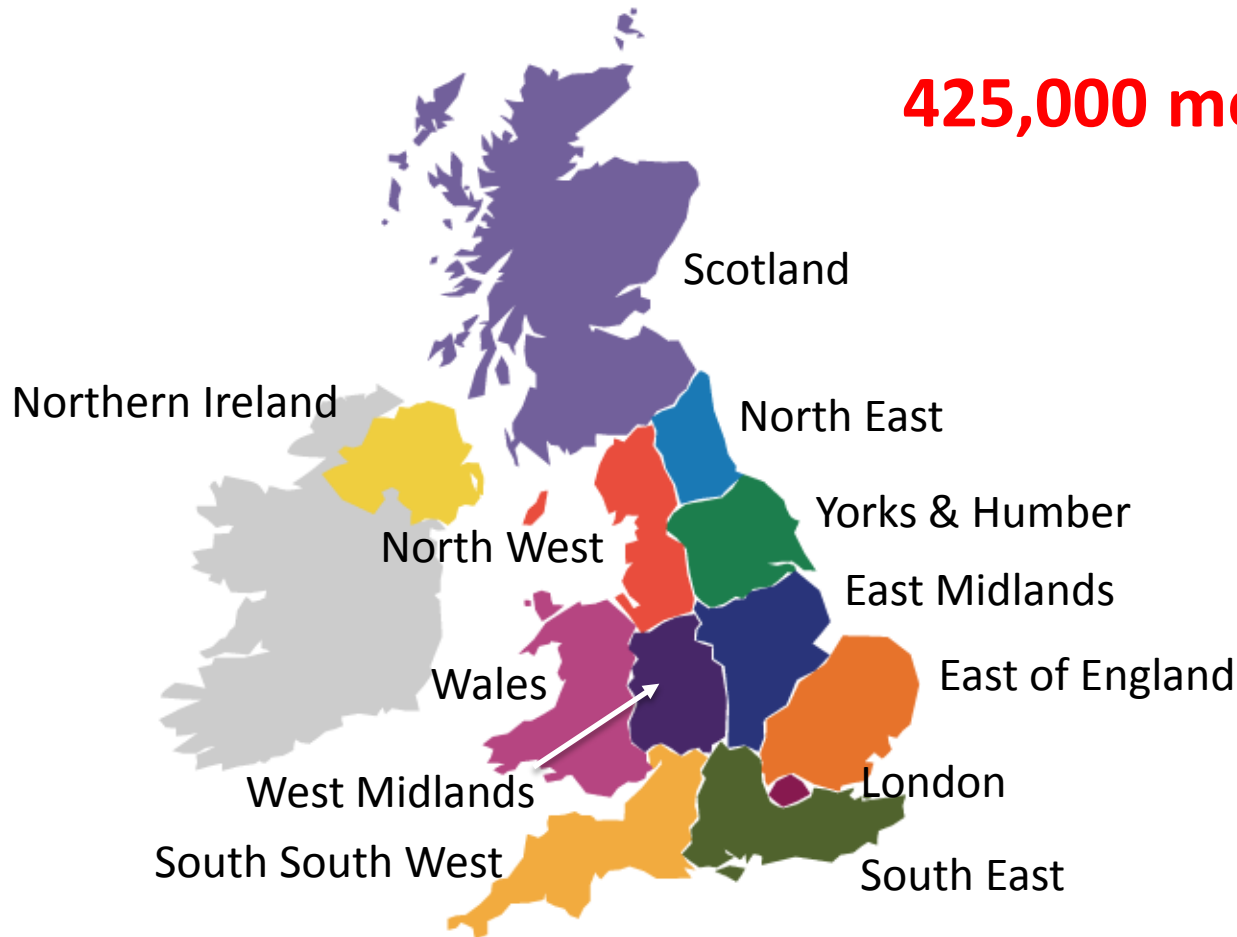 425,000
Scotland
Northern Ireland
North East
Yorks & Humber
North West
East Midlands
East of England
Wales
London
West Midlands
South South West
South East